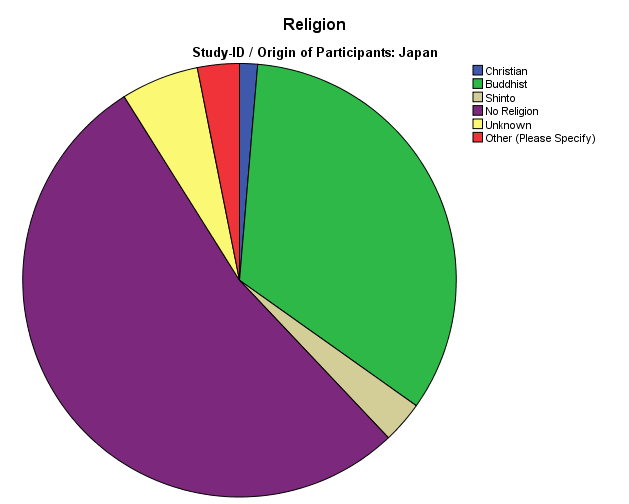 Religion
Study-ID / Origin of Participants: Japan
Christian
Buddhist
Shinto
No Religion
Unknown
Other (Please Specify)